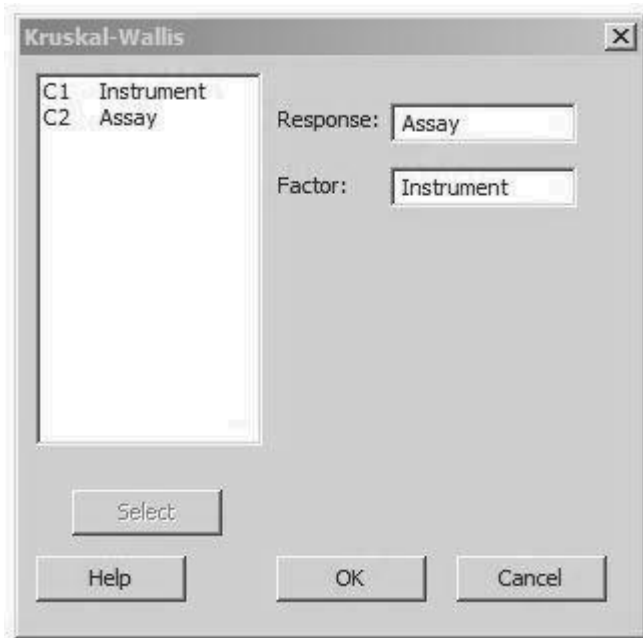 Kruskal-Wallis
C1 Instrument
C2 Assay
Response: Assay
Factor: Instrument
Select
Help OK Cancel